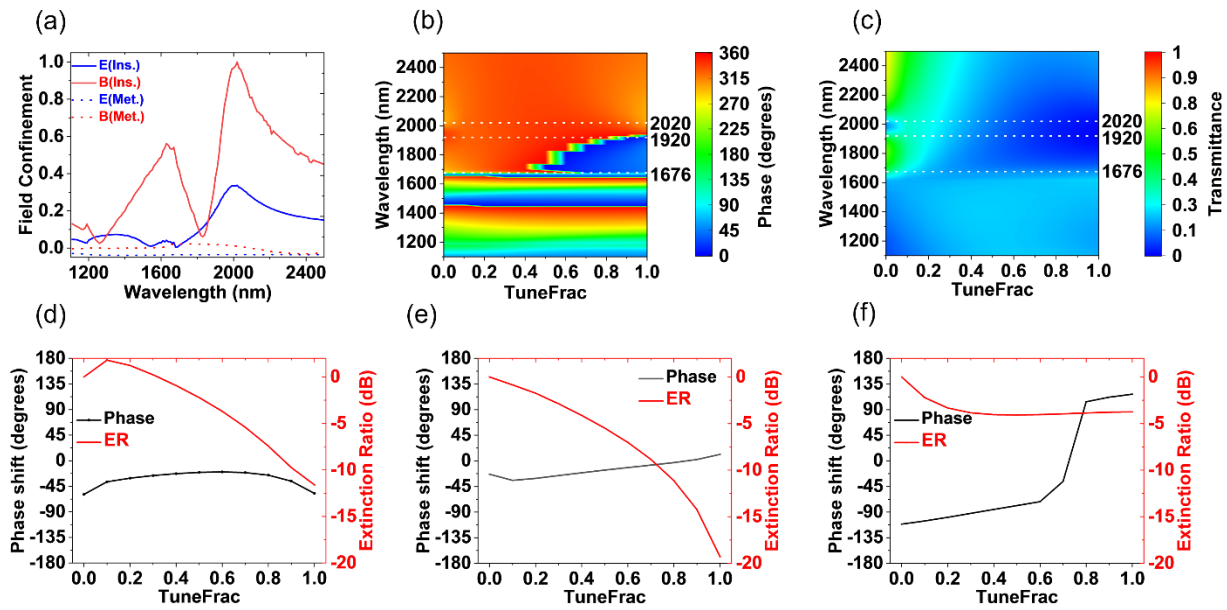 (a)
1.0
0.8
0.6
0.4
0.2
0.0
Field Confinement
E(Ins.)
B(Ins.)
E(Met.)
B(Met.)
1200 1600 2000 2400
Wavelength (nm)
(b)
2400
2200
2000
1800
1600
1400
1200
Wavelength (nm)
2020
1920
1676
0.0 0.2 0.4 0.6 0.8 1.0
TuneFrac
360
315
270
225
180
135
90
45
0
Phase (degrees)
(c)
2400
2200
2000
1800
1600
1400
1200
Wavelength (nm)
2020
1920
1676
0.0 0.2 0.4 0.6 0.8 1.0
TuneFrac
1
0.9
0.8
0.7
0.6
0.5
0.4
0.3
0.2
0.1
0
Transmittance
(d)
180
135
90
45
0
-45
-90
-135
-180
Phase shift (degrees)
Phase
ER
0
-5
-10
-15
-20
Extinction Ratio (dB)
0.0 0.2 0.4 0.6 0.8 1.0
TuneFrac
(e)
180
135
90
45
0
-45
-90
-135
-180
Phase shift (degrees)
Phase
ER
0
-5
-10
-15
-20
Extinction Ratio (dB)
0.0 0.2 0.4 0.6 0.8 1.0
TuneFrac
(f)
180
135
90
45
0
-45
-90
-135
-180
Phase shift (degrees)
Phase
ER
0
-5
-10
-15
-20
Extinction Ratio (dB)
0.0 0.2 0.4 0.6 0.8 1.0
TuneFrac